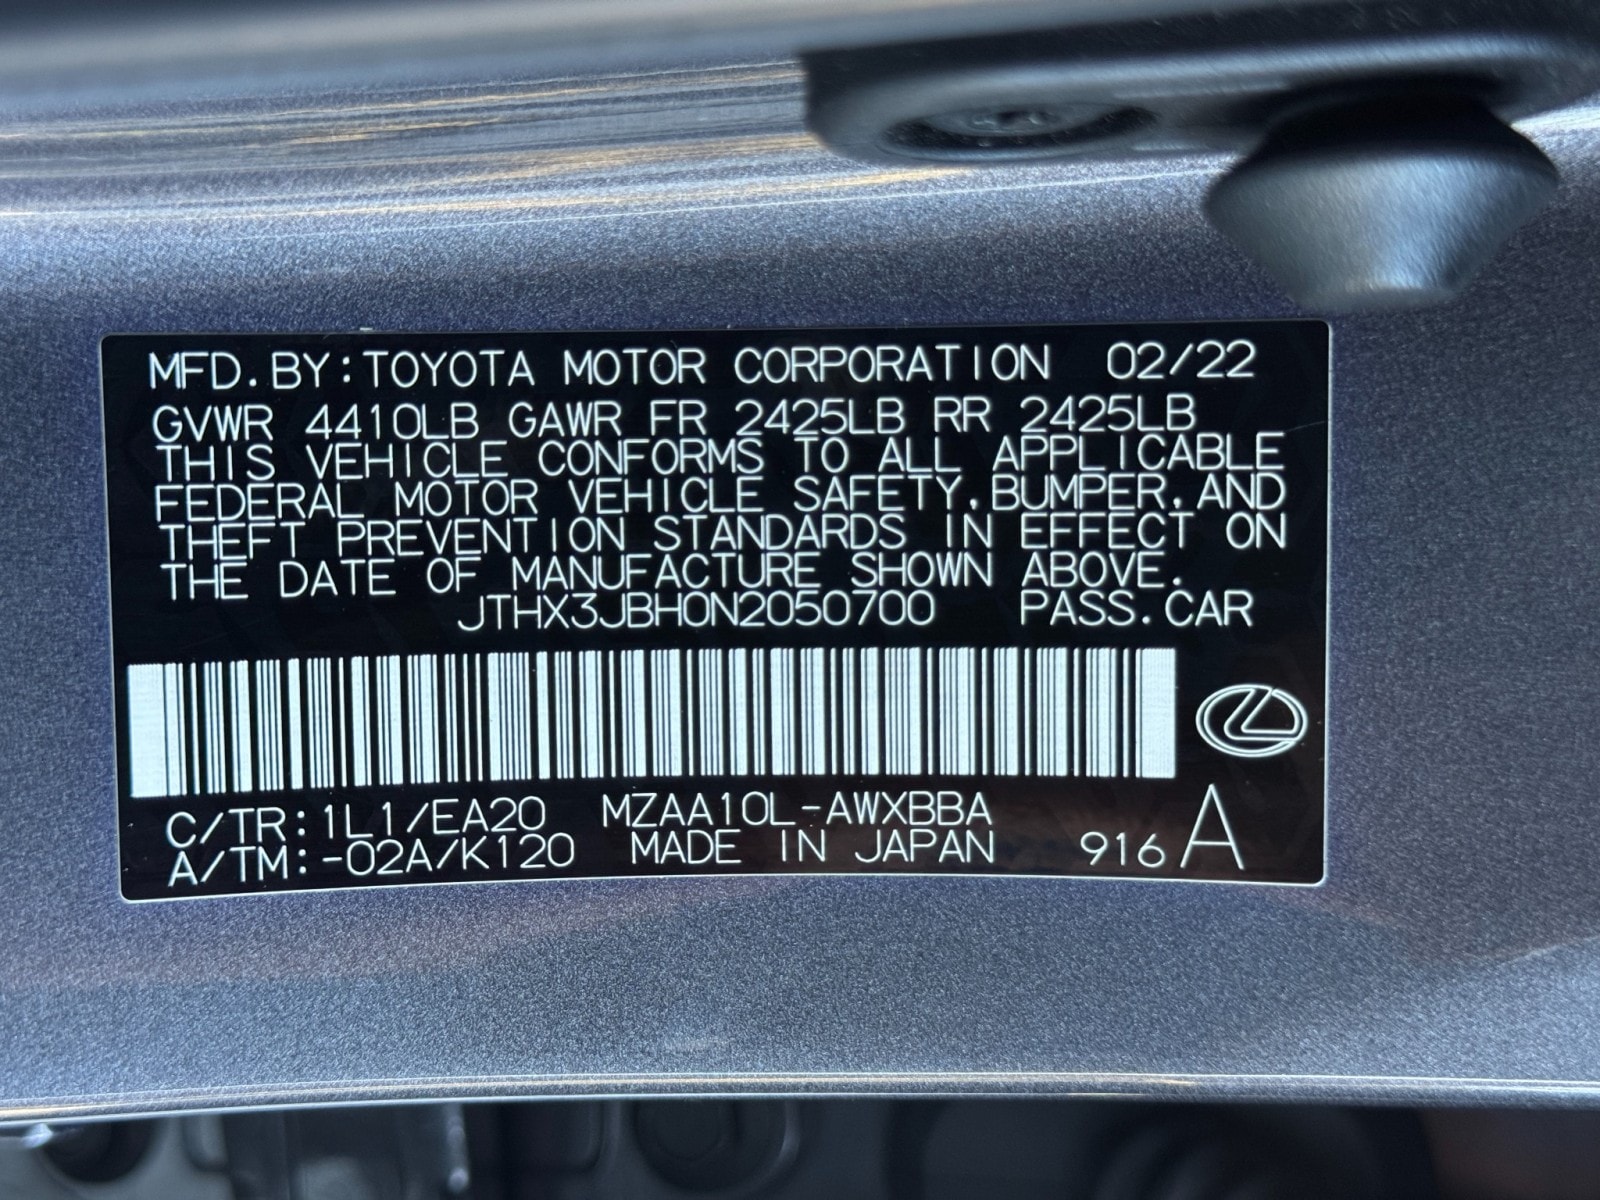 MFD. BY: TOYOTA MOTOR CORPORATION 02/22
GVWR 4410LB GAWR FR 2425LB RR 2425LB
THIS VEHICLE CONFORMS TO ALL APPLICABLE
FEDERAL MOTOR VEHICLE SAFETY, BUMPER, AND
THEFT PREVENTION STANDARDS IN EFFECT ON
THE DATE OF MANUFACTURE SHOWN ABOVE.
JTHX3JBH0N2050700 PASS. CAR
C/TR: 1L1/EA20 MZAA10L-AWXBBA
A/TM: -02A/K120 MADE IN JAPAN 916 A